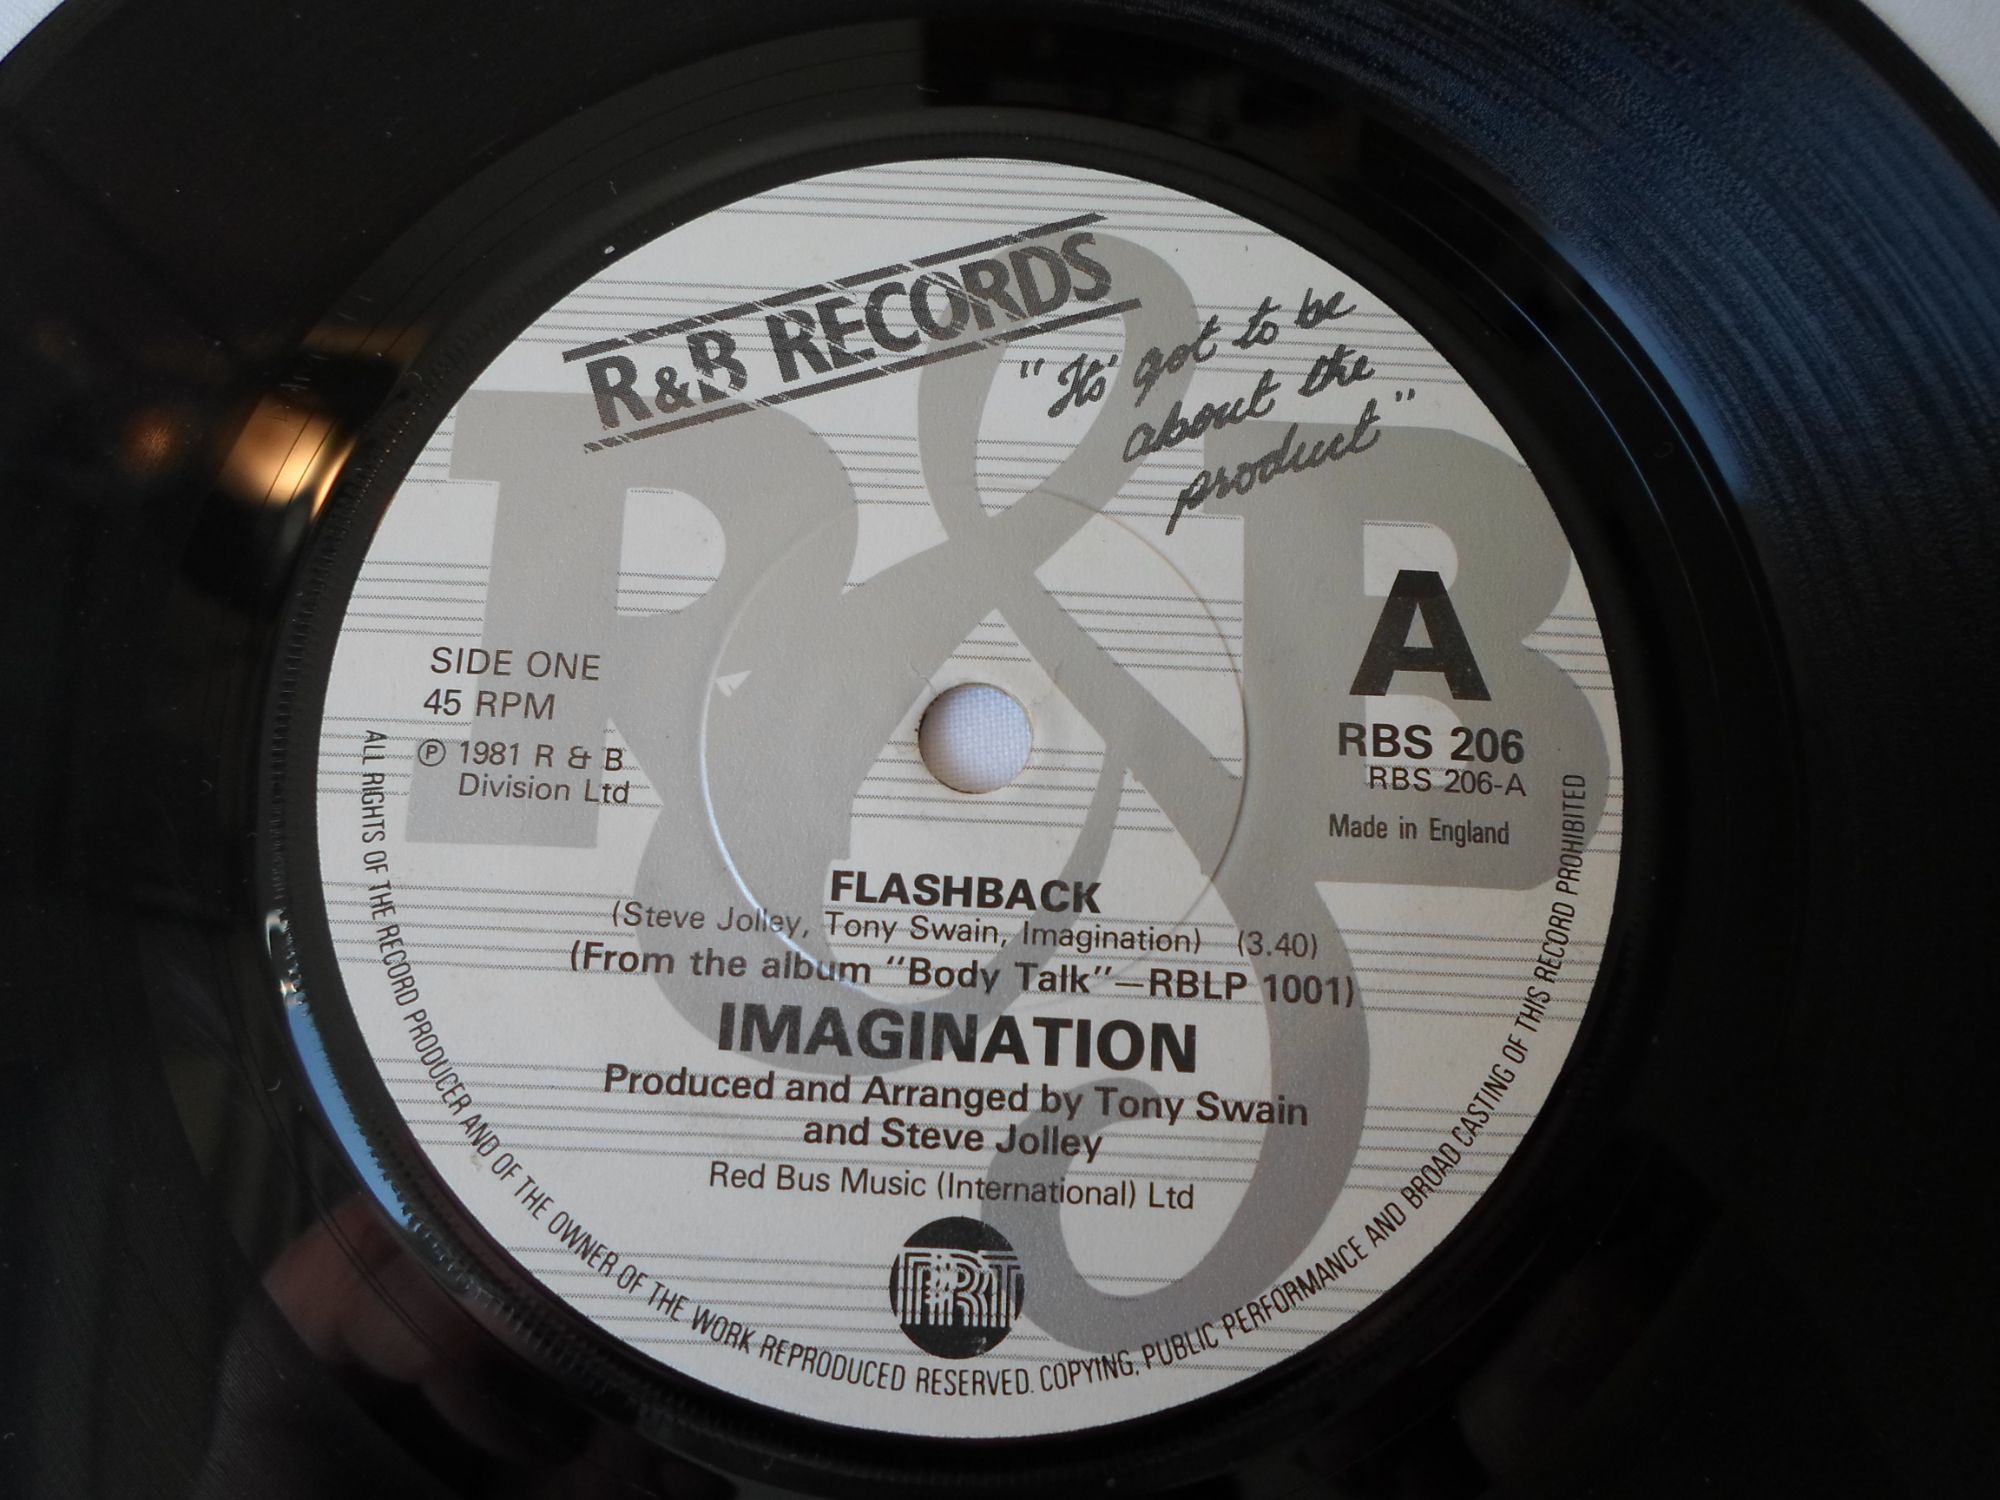 R&B RECORDS
"Its' got to be
about the
product"
A
SIDE ONE
45 RPM
Ⓟ 1981 R & B
Division Ltd
RBS 206
RBS 206-A
Made in England
FLASHBACK
(Steve Jolley, Tony Swain, Imagination) (3.40)
(From the album "Body Talk"—RBLP 1001)
IMAGINATION
Produced and Arranged by Tony Swain
and Steve Jolley
Red Bus Music (International) Ltd
PRT
ALL RIGHTS OF THE RECORD PRODUCER AND OF THE OWNER OF THE WORK REPRODUCED RESERVED. COPYING, PUBLIC PERFORMANCE AND BROAD CASTING OF THIS RECORD PROHIBITED
R&B